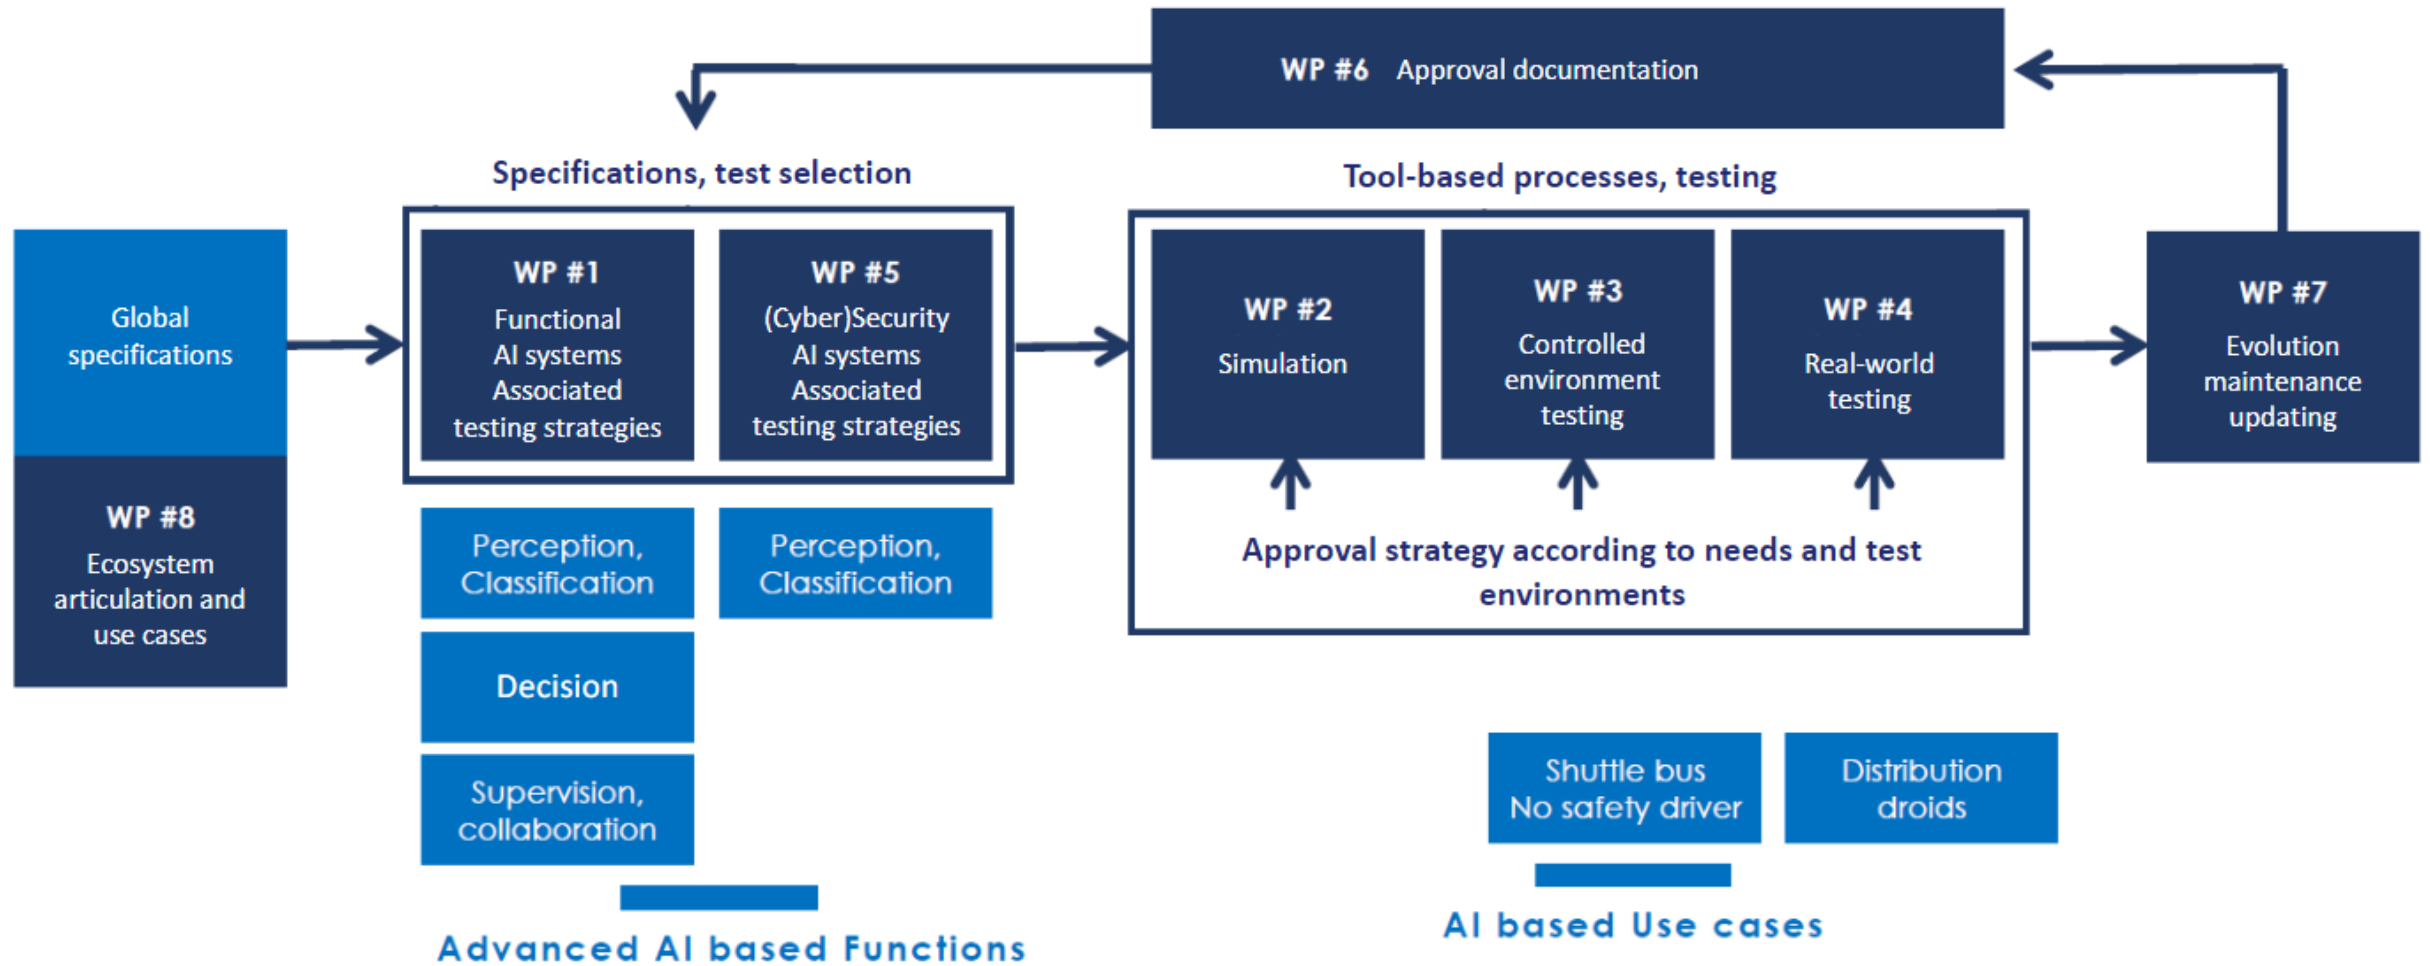 WP #6 Approval documentation
Specifications, test selection
Tool-based processes, testing
Global
specifications
WP #8
Ecosystem
articulation and
use cases
WP #1
Functional
AI systems
Associated
testing strategies
WP #5
(Cyber)Security
AI systems
Associated
testing strategies
WP #2
Simulation
WP #3
Controlled
environment
testing
WP #4
Real-world
testing
WP #7
Evolution
maintenance
updating
Approval strategy according to needs and test
environments
Perception,
Classification
Perception,
Classification
Decision
Supervision,
collaboration
Advanced AI based Functions
Shuttle bus
No safety driver
Distribution
droids
AI based Use cases